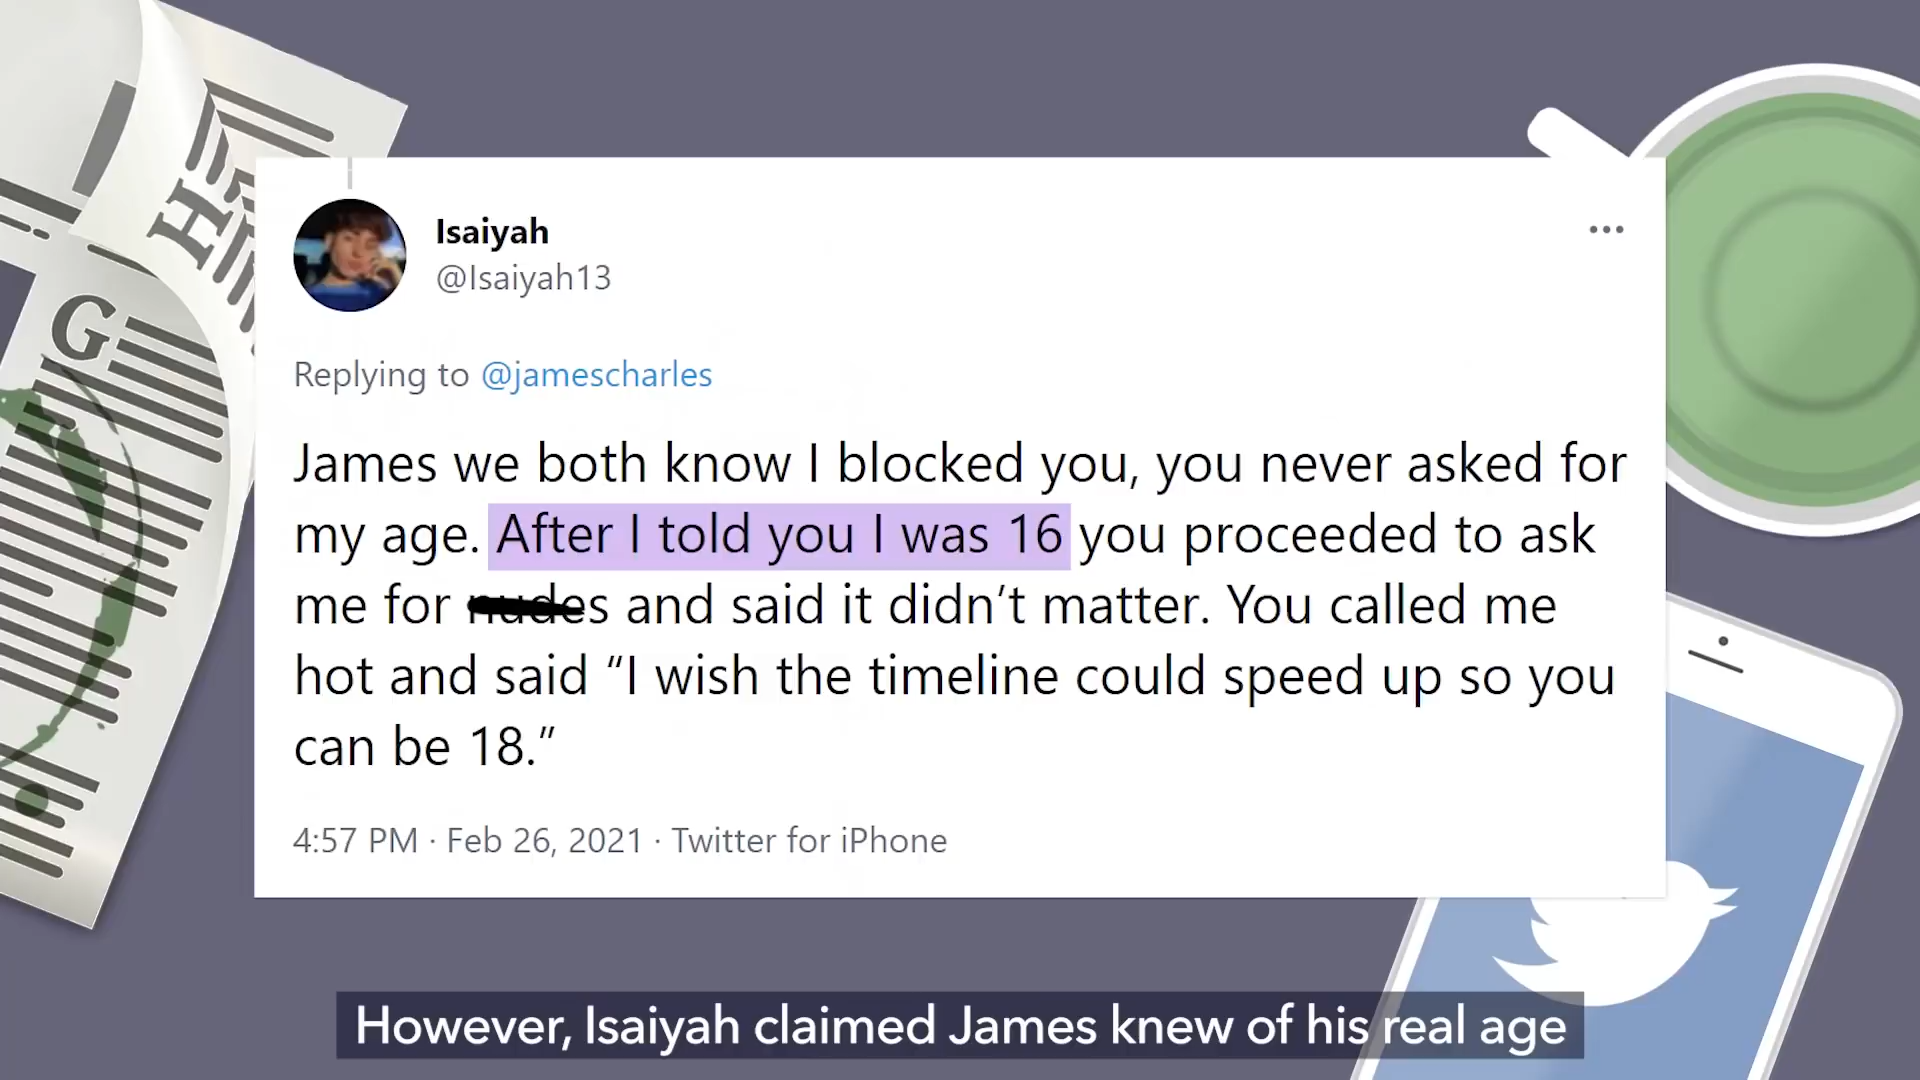 H
G
Isaiyah
@Isaiyah13
Replying to @jamescharles
James we both know I blocked you, you never asked for
my age. After I told you I was 16 you proceeded to ask
me for nudes and said it didn’t matter. You called me
hot and said “I wish the timeline could speed up so you
can be 18.”
4:57 PM · Feb 26, 2021 · Twitter for iPhone
However, Isaiyah claimed James knew of his real age